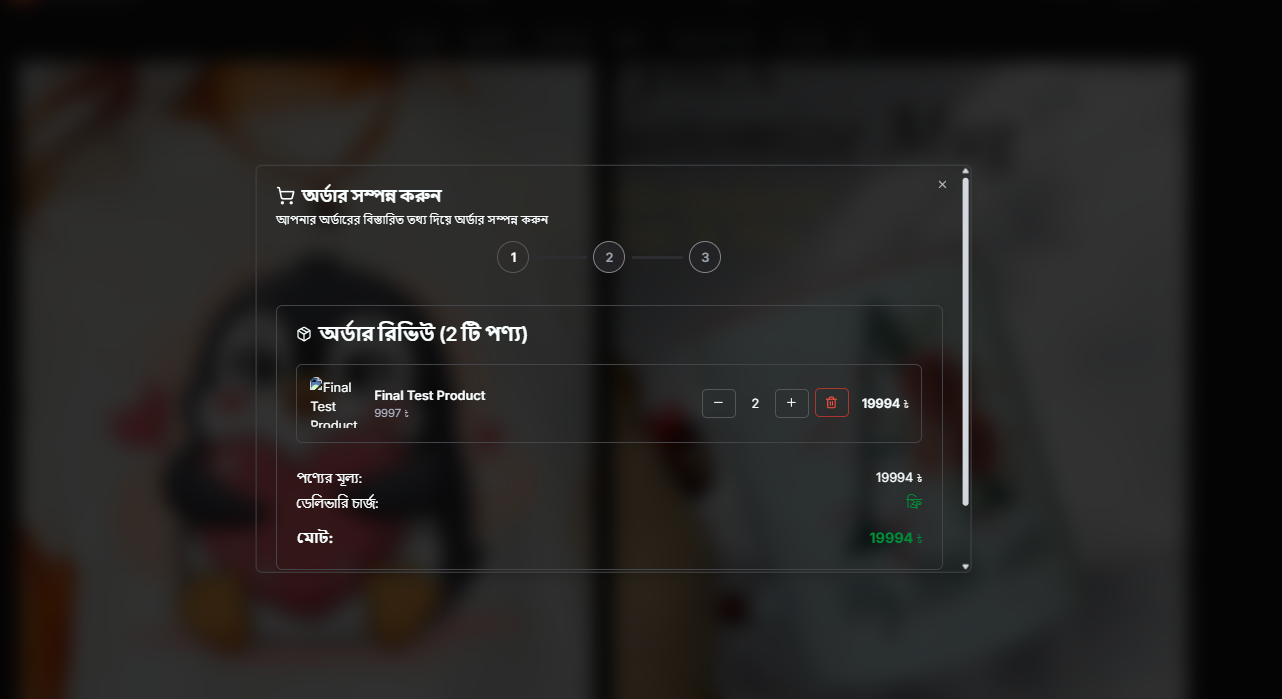 অর্ডার সম্পন্ন করুন
আপনার অর্ডারের বিস্তারিত তথ্য দিয়ে অর্ডার সম্পন্ন করুন
1 2 3
অর্ডার রিভিউ (2 টি পণ্য)
Final
Test
Product
Final Test Product
9997 ৳
2
19994 ৳
পণ্যের মূল্য: 19994 ৳
ডেলিভারি চার্জ: ফ্রি
মোট: 19994 ৳